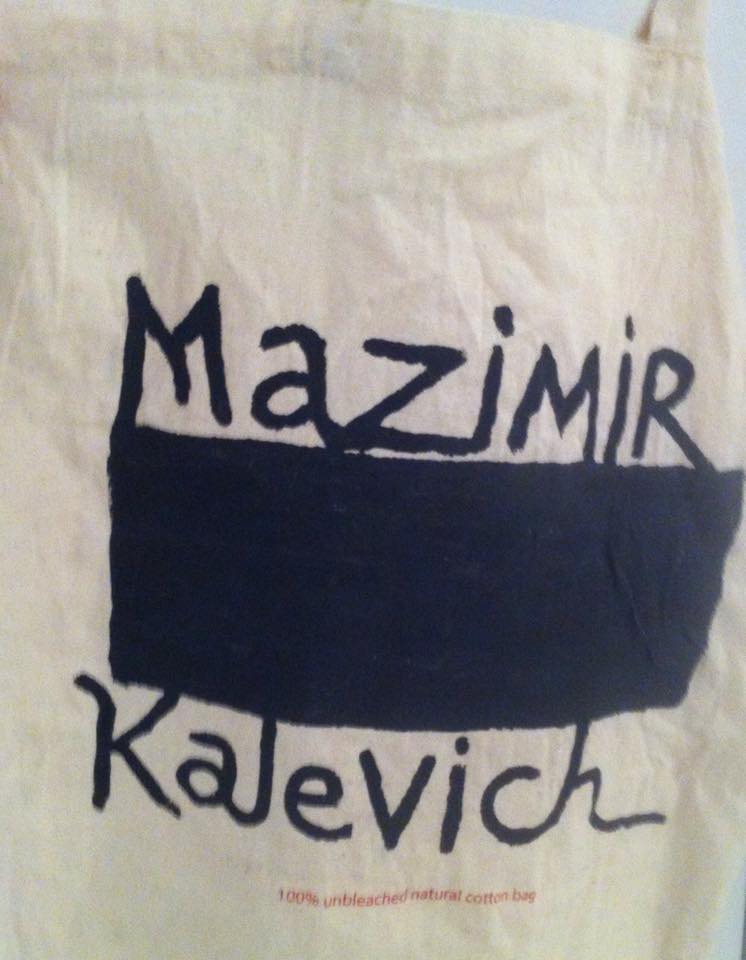 MazimiR
Kalevich
100% unbleached natural cotton bag